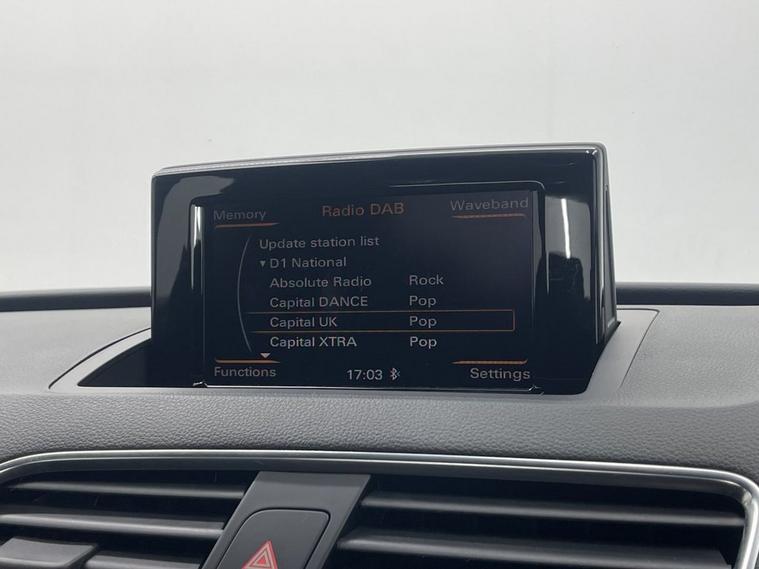 Memory Radio DAB Waveband
Update station list
▾ D1 National
Absolute Radio Rock
Capital DANCE Pop
Capital UK Pop
Capital XTRA Pop
Functions 17:03 Settings